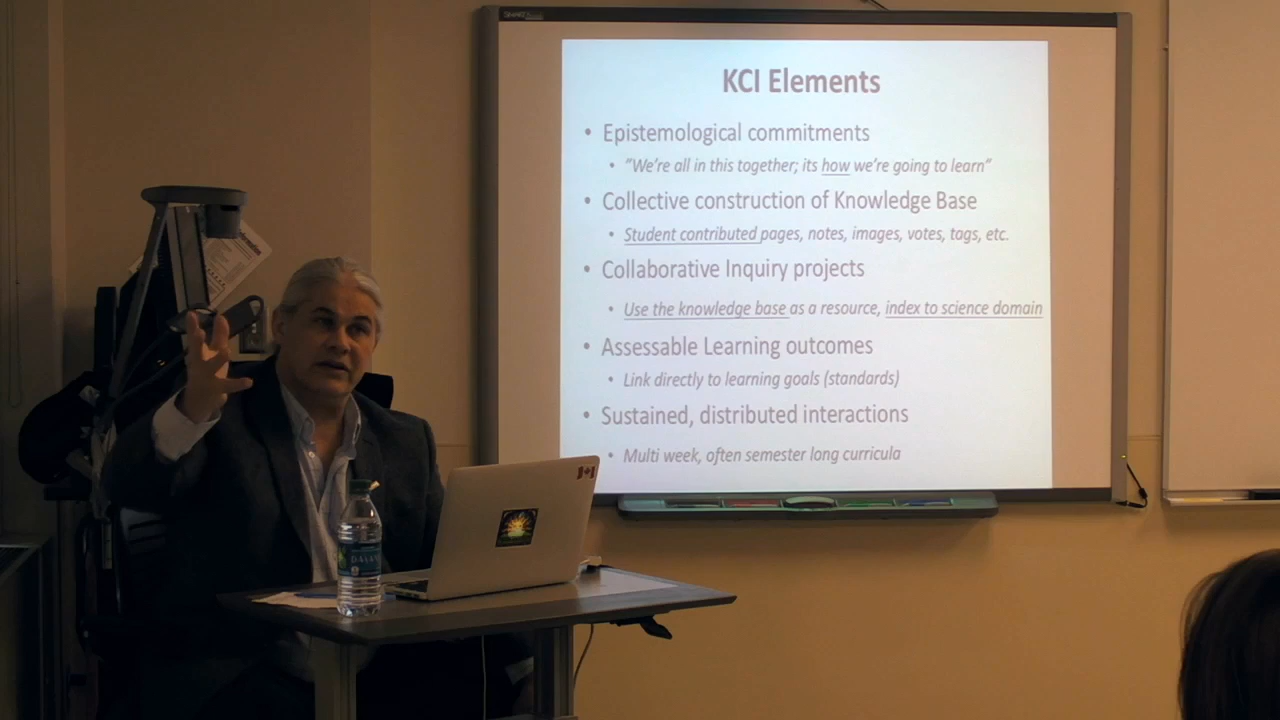 SMART
KCI Elements
• Epistemological commitments
• "We're all in this together; its how we're going to learn"
• Collective construction of Knowledge Base
• Student contributed pages, notes, images, votes, tags, etc.
• Collaborative Inquiry projects
• Use the knowledge base as a resource, index to science domain
• Assessable Learning outcomes
• Link directly to learning goals (standards)
• Sustained, distributed interactions
• Multi week, often semester long curricula
DASANI